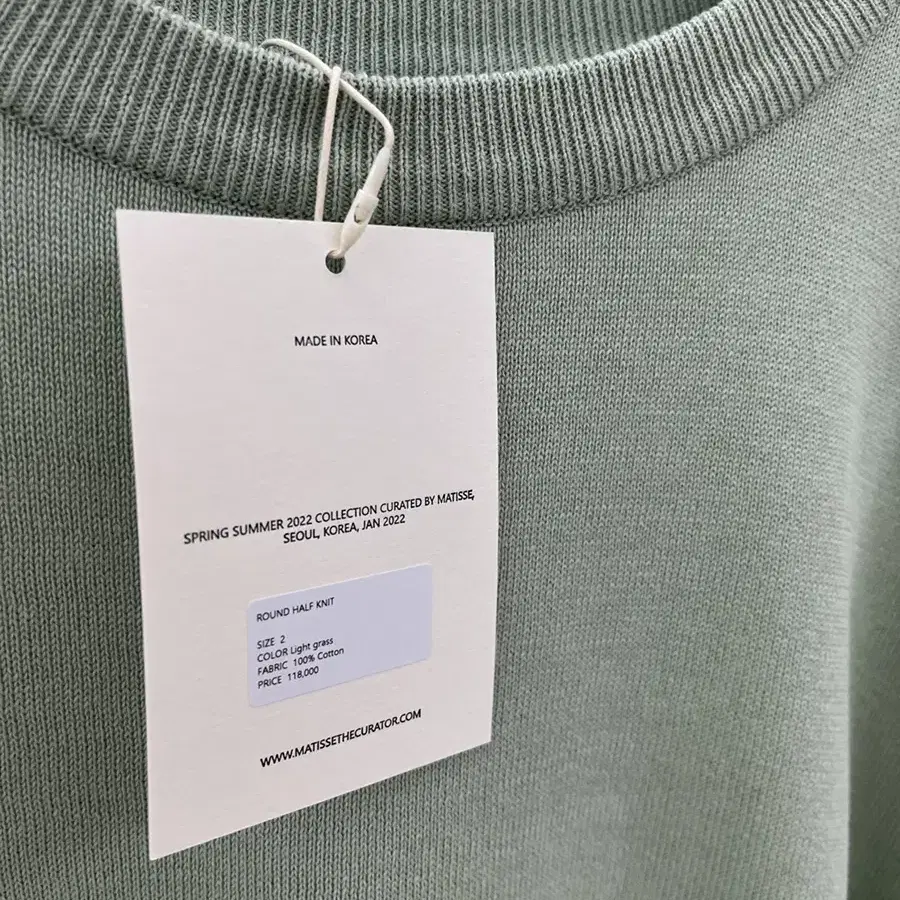 MADE IN KOREA
SPRING SUMMER 2022 COLLECTION CURATED BY MATISSE,
SEOUL, KOREA, JAN 2022
ROUND HALF KNIT
SIZE 2
COLOR Light grass
FABRIC 100% Cotton
PRICE 118,000
WWW.MATISSETHECURATOR.COM